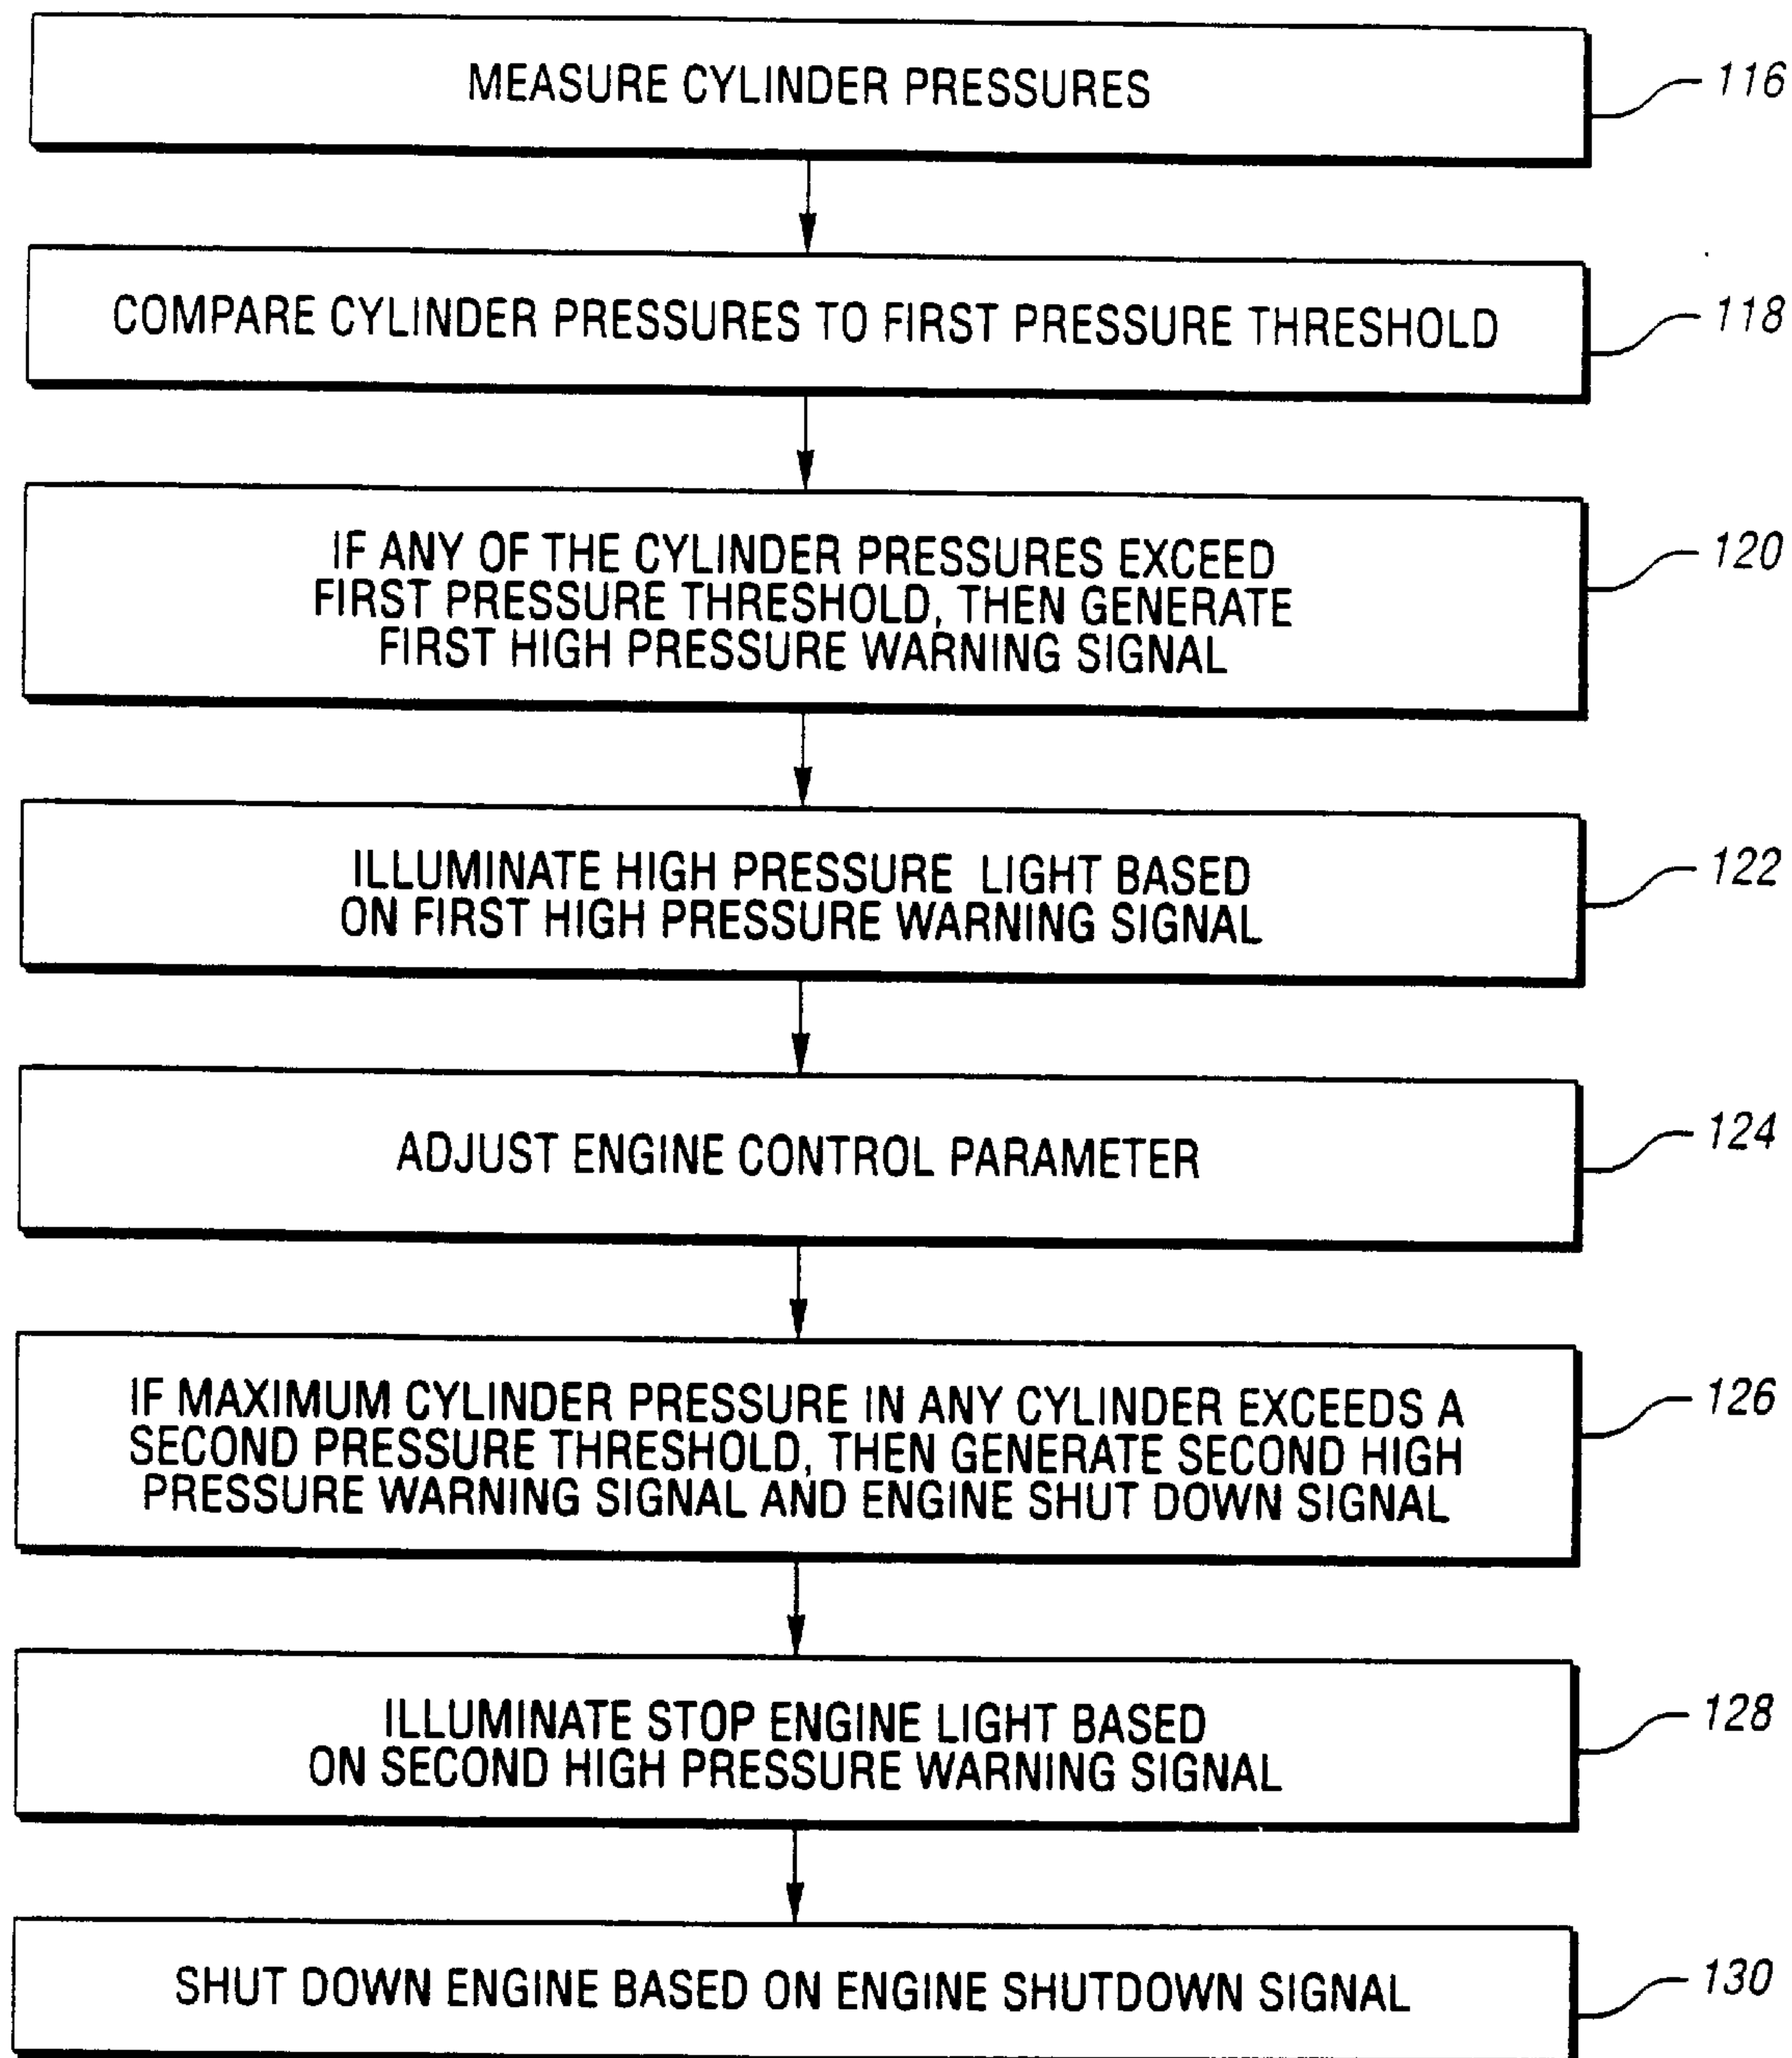 MEASURE CYLINDER PRESSURES
116
COMPARE CYLINDER PRESSURES TO FIRST PRESSURE THRESHOLD
118
IF ANY OF THE CYLINDER PRESSURES EXCEED
FIRST PRESSURE THRESHOLD, THEN GENERATE
FIRST HIGH PRESSURE WARNING SIGNAL
120
ILLUMINATE HIGH PRESSURE LIGHT BASED
ON FIRST HIGH PRESSURE WARNING SIGNAL
122
ADJUST ENGINE CONTROL PARAMETER
124
IF MAXIMUM CYLINDER PRESSURE IN ANY CYLINDER EXCEEDS A
SECOND PRESSURE THRESHOLD, THEN GENERATE SECOND HIGH
PRESSURE WARNING SIGNAL AND ENGINE SHUT DOWN SIGNAL
126
ILLUMINATE STOP ENGINE LIGHT BASED
ON SECOND HIGH PRESSURE WARNING SIGNAL
128
SHUT DOWN ENGINE BASED ON ENGINE SHUTDOWN SIGNAL
130